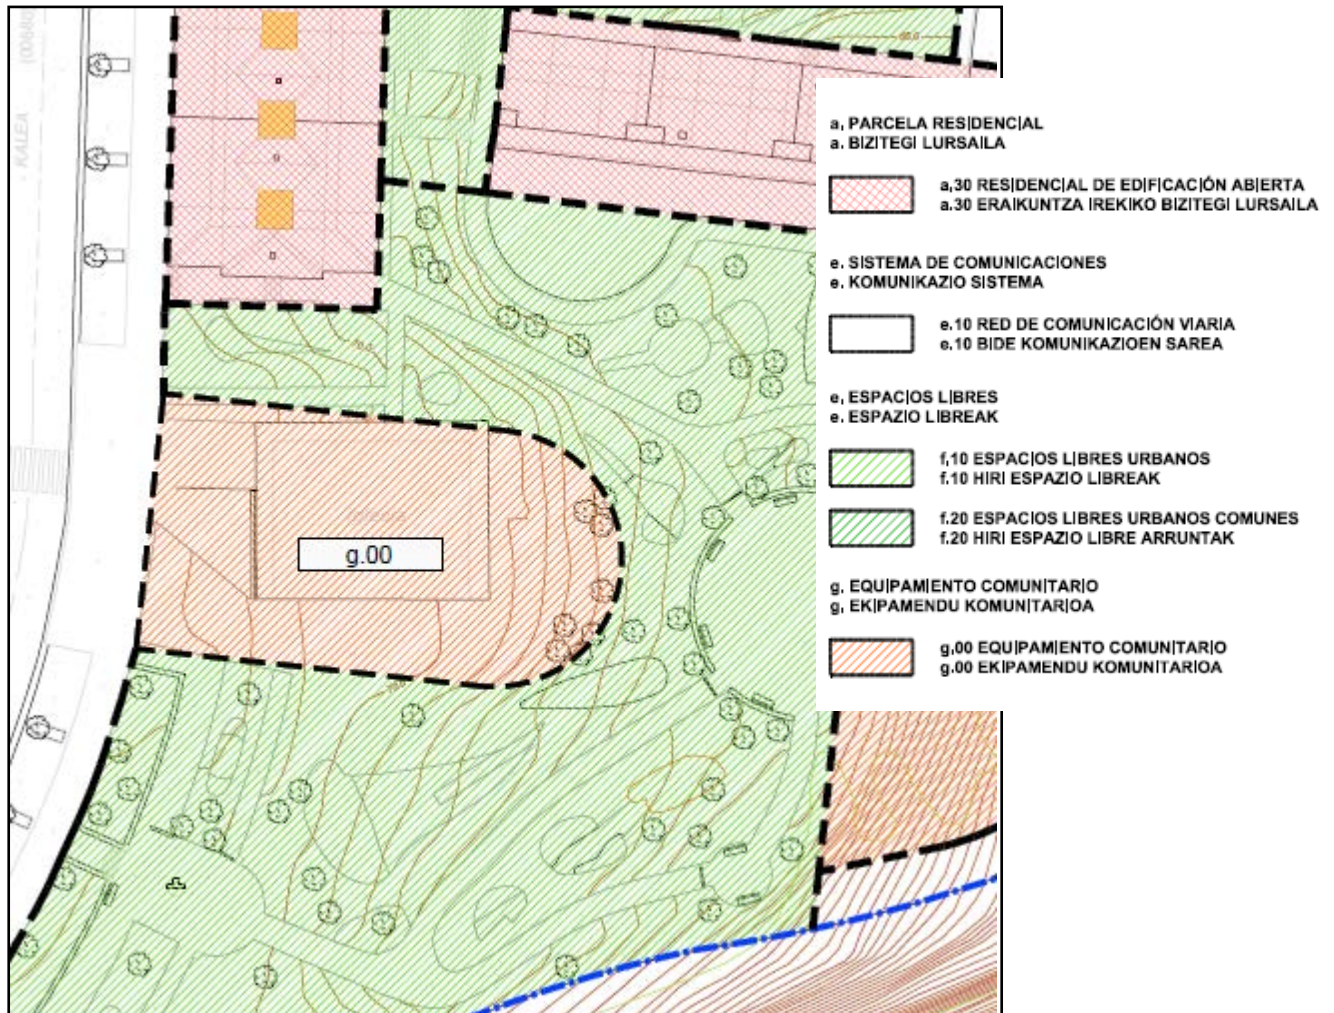 KALEA
g.00
a. PARCELA RESIDENCIAL
a. BIZITEGI LURSAILA
a.30 RESIDENCIAL DE EDIFICACIÓN ABIERTA
a.30 ERAIKUNTZA IREKIKO BIZITEGI LURSAILA
e. SISTEMA DE COMUNICACIONES
e. KOMUNIKAZIO SISTEMA
e.10 RED DE COMUNICACIÓN VIARIA
e.10 BIDE KOMUNIKAZIOEN SAREA
e. ESPACIOS LIBRES
e. ESPAZIO LIBREAK
f.10 ESPACIOS LIBRES URBANOS
f.10 HIRI ESPAZIO LIBREAK
f.20 ESPACIOS LIBRES URBANOS COMUNES
f.20 HIRI ESPAZIO LIBRE ARRUNTAK
g. EQUIPAMIENTO COMUNITARIO
g. EKIPAMENDU KOMUNITARIOA
g.00 EQUIPAMIENTO COMUNITARIO
g.00 EKIPAMENDU KOMUNITARIOA